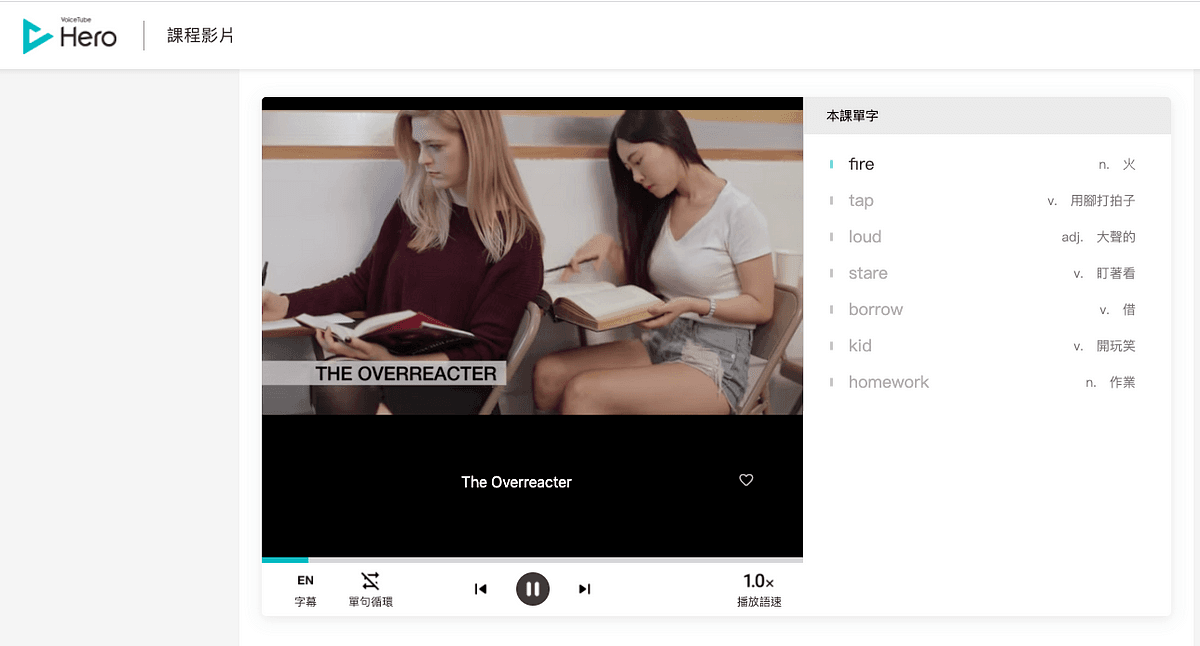 VoiceTube
Hero
課程影片
THE OVERREACTER
The Overreacter
EN
字幕
單句循環
1.0×
播放語速
本課單字
fire n. 火
tap v. 用腳打拍子
loud adj. 大聲的
stare v. 盯著看
borrow v. 借
kid v. 開玩笑
homework n. 作業